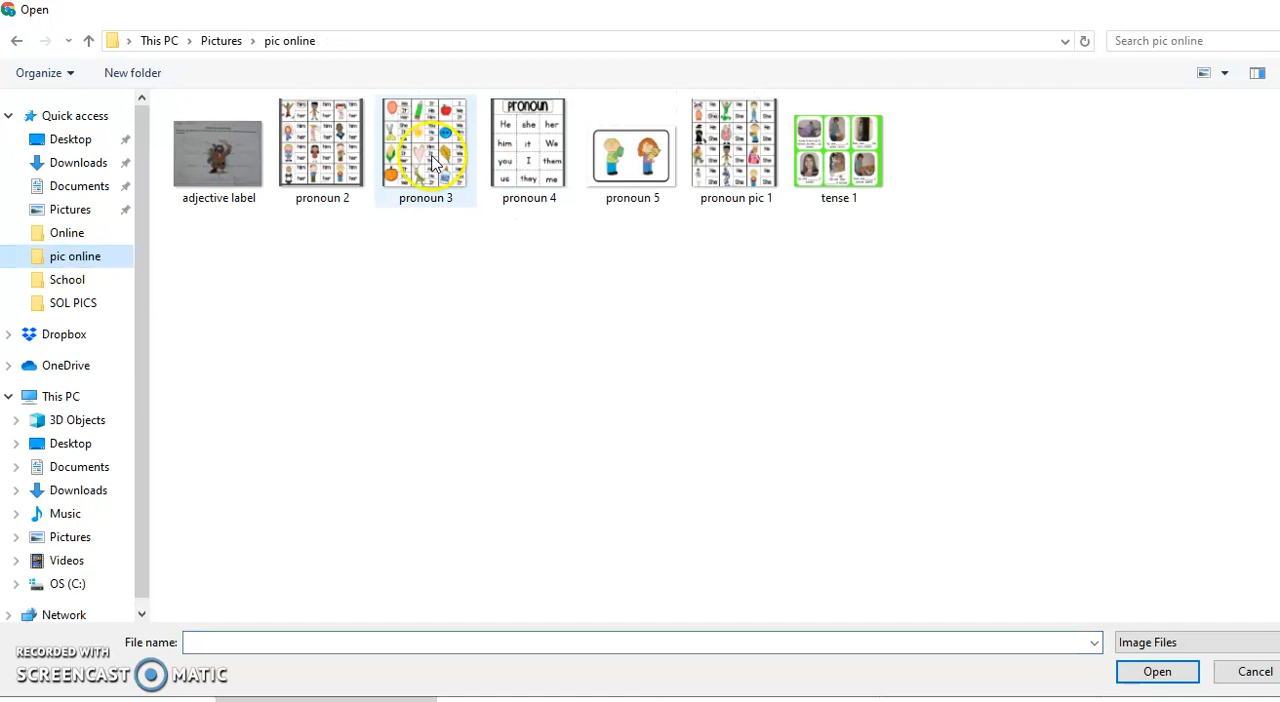 Open
This PC
Pictures
pic online
Search pic online
Organize
New folder
Quick access
Desktop
Downloads
Documents
Pictures
Online
pic online
School
SOL PICS
Dropbox
OneDrive
This PC
3D Objects
Desktop
Documents
Downloads
Music
Pictures
Videos
OS (C:)
Network
pronoun
He she her
him it We
you I them
us they me
adjective label
pronoun 2
pronoun 3
pronoun 4
pronoun 5
pronoun pic 1
tense 1
File name:
Image Files
Open
Cancel
RECORDED WITH
SCREENCAST MATIC